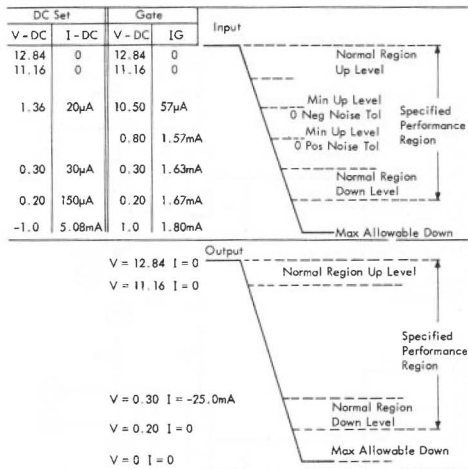 DC Set Gate
V - DC I - DC V - DC IG
Input
12.84 0 12.84 0
11.16 0 11.16 0
Normal Region
Up Level
1.36 20µA 10.50 57µA
Min Up Level
0 Neg Noise Tol
0.80 1.57mA
Min Up Level
0 Pos Noise Tol
Specified
Performance
Region
0.30 30µA 0.30 1.63mA
Normal Region
Down Level
0.20 150µA 0.20 1.67mA
-1.0 5.08mA 1.0 1.80mA
Max Allowable Down
Output
V = 12.84 I = 0
Normal Region Up Level
V = 11.16 I = 0
Specified
Performance
Region
V = 0.30 I = -25.0mA
Normal Region
Down Level
V = 0.20 I = 0
Max Allowable Down
V = 0 I = 0